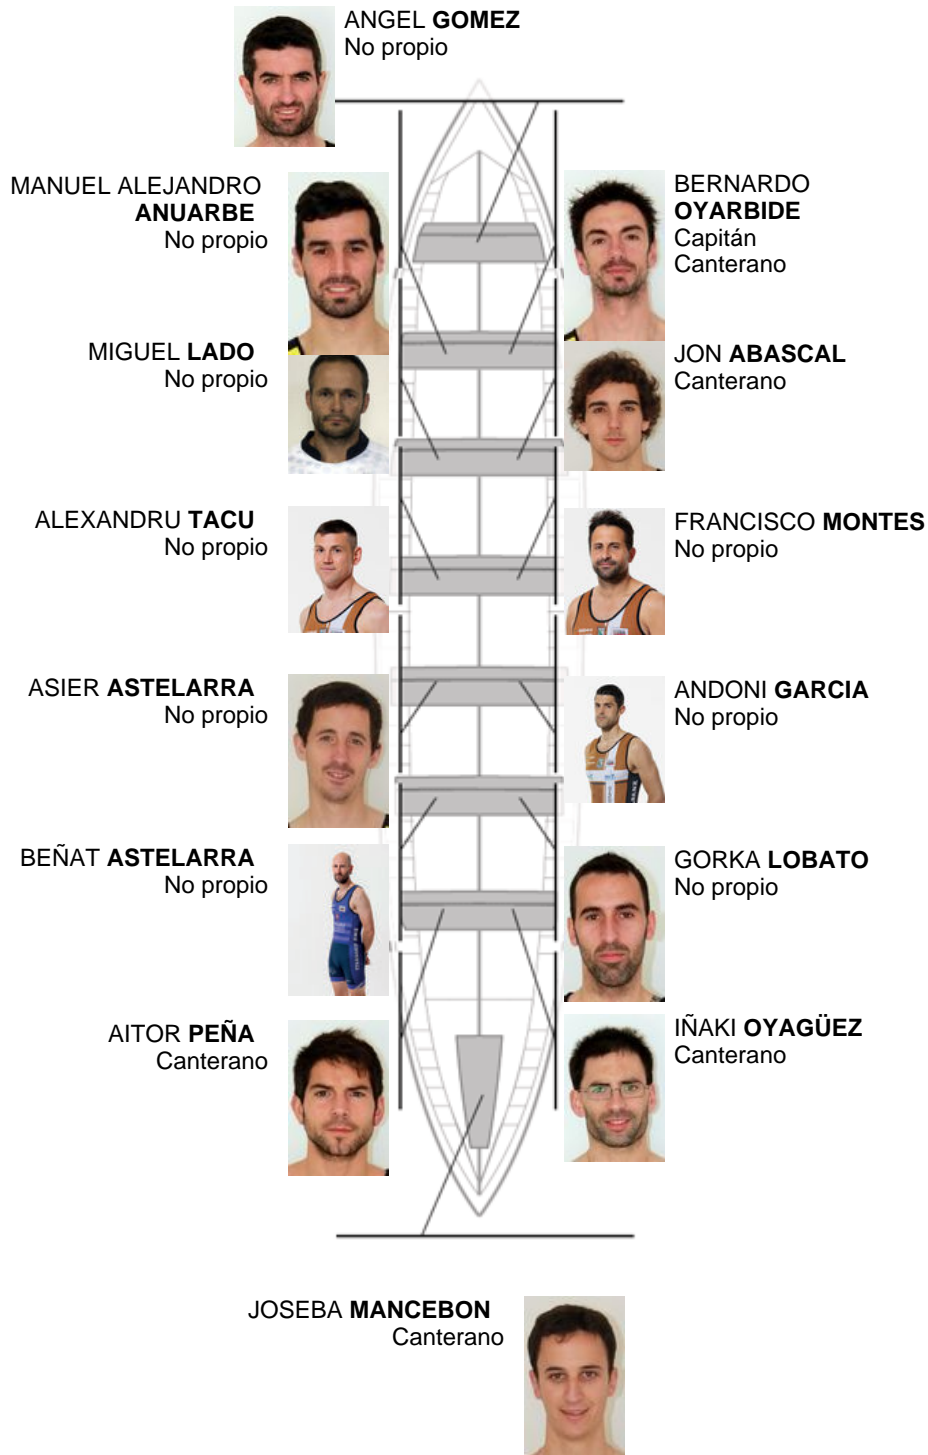 ANGEL GOMEZ
No propio
MANUEL ALEJANDRO
ANUARBE
No propio
BERNARDO
OYARBIDE
Capitán
Canterano
MIGUEL LADO
No propio
JON ABASCAL
Canterano
ALEXANDRU TACU
No propio
FRANCISCO MONTES
No propio
ASIER ASTELARRA
No propio
ANDONI GARCIA
No propio
BEÑAT ASTELARRA
No propio
GORKA LOBATO
No propio
AITOR PEÑA
Canterano
IÑAKI OYAGÜEZ
Canterano
JOSEBA MANCEBON
Canterano